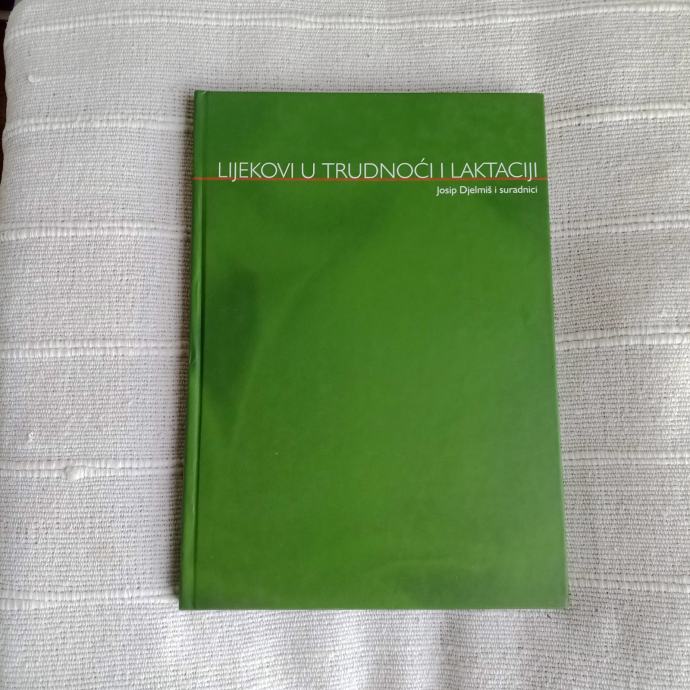 LIJEKOVI U TRUDNOĆI I LAKTACIJI
Josip Djelmiš i suradnici